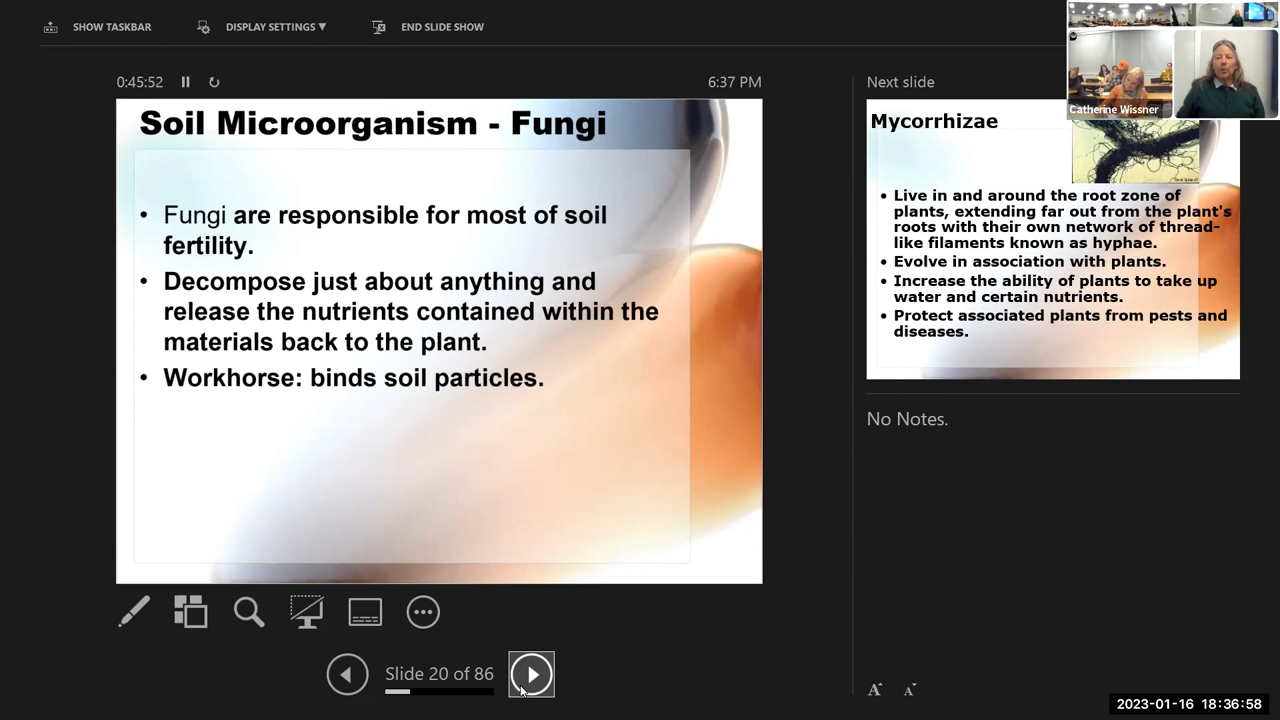 SHOW TASKBAR
DISPLAY SETTINGS ▼
END SLIDE SHOW
0:45:52
6:37 PM
Soil Microorganism - Fungi
• Fungi are responsible for most of soil
fertility.
• Decompose just about anything and
release the nutrients contained within the
materials back to the plant.
• Workhorse: binds soil particles.
Slide 20 of 86
Next slide
Catherine Wissner
Mycorrhizae
• Live in and around the root zone of
plants, extending far out from the plant's
roots with their own network of thread-
like filaments known as hyphae.
• Evolve in association with plants.
• Increase the ability of plants to take up
water and certain nutrients.
• Protect associated plants from pests and
diseases.
No Notes.
A A
2023-01-16 18:36:58